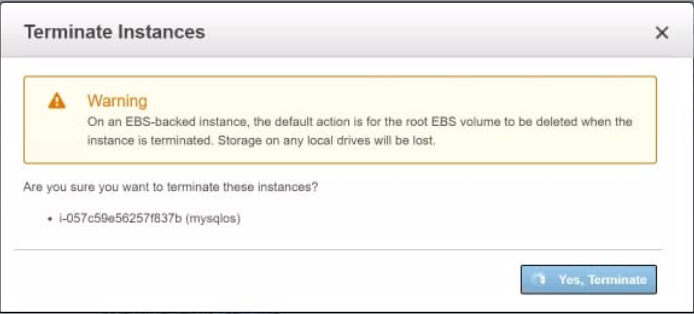 Terminate Instances
Warning
On an EBS-backed instance, the default action is for the root EBS volume to be deleted when the
instance is terminated. Storage on any local drives will be lost.
Are you sure you want to terminate these instances?
• i-057c59e56257f837b (mysqlos)
Yes, Terminate